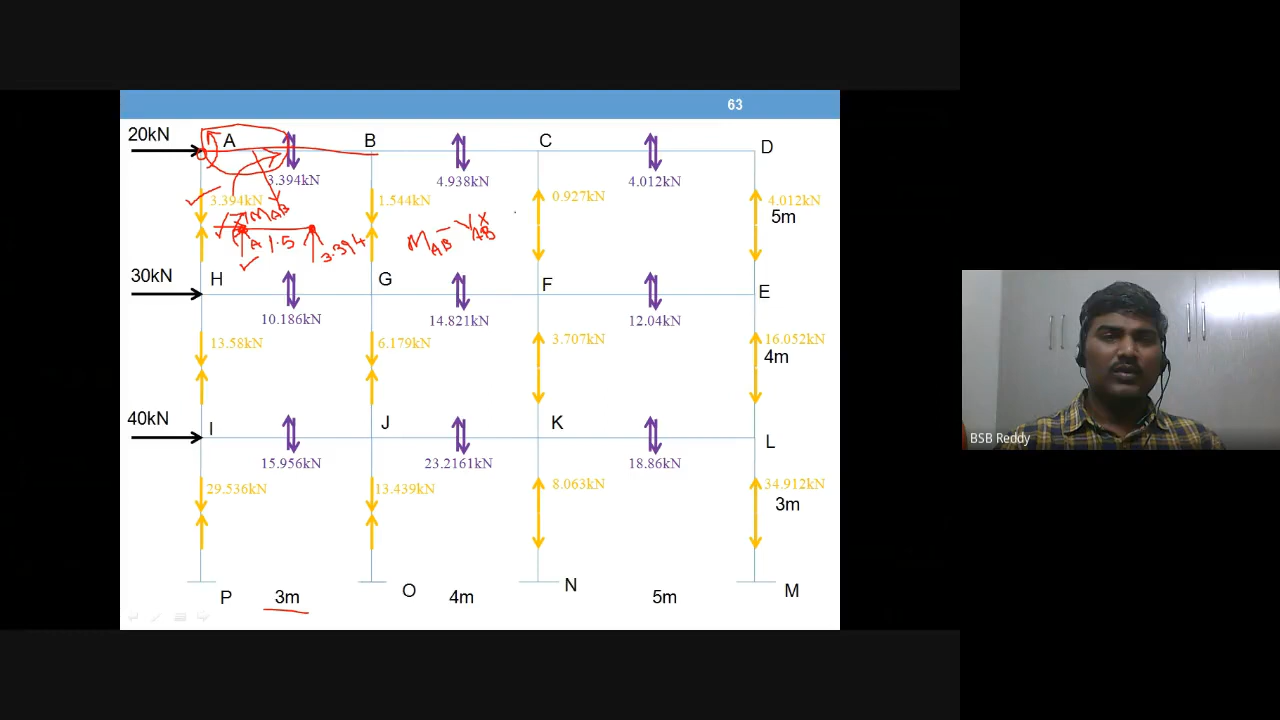 63
20kN A B C D
3.394kN 4.938kN 4.012kN
3.394kN 1.544kN 0.927kN 4.012kN
5m
MAB
A 1.5 3.394
MAB - VAB X
30kN H G F E
10.186kN 14.821kN 12.04kN
13.58kN 6.179kN 3.707kN 16.052kN
4m
40kN I J K L
BSB Reddy
15.956kN 23.2161kN 18.86kN
29.536kN 13.439kN 8.063kN 34.912kN
3m
P 3m O 4m N 5m M